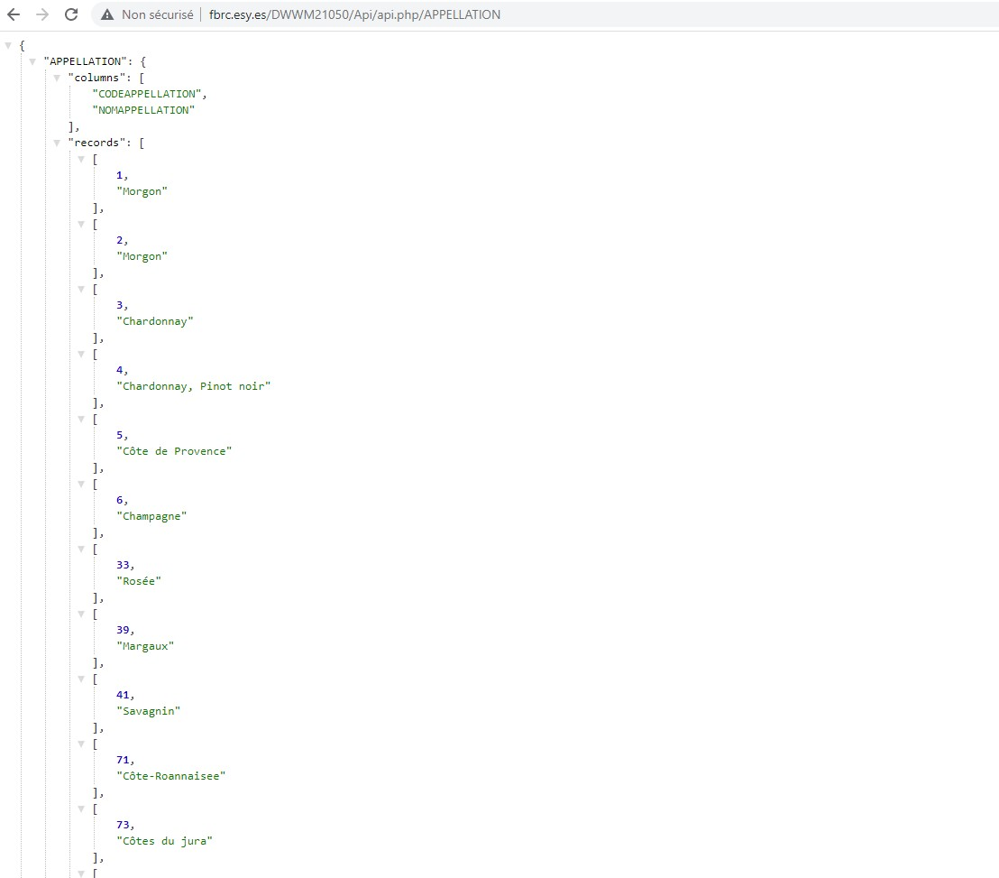 Non sécurisé | fbrc.esy.es/DWWM21050/Api/api.php/APPELLATION
{
"APPELLATION": {
"columns": [
"CODEAPPELLATION",
"NOMAPPELLATION"
],
"records": [
[
1,
"Morgon"
],
[
2,
"Morgon"
],
[
3,
"Chardonnay"
],
[
4,
"Chardonnay, Pinot noir"
],
[
5,
"Côte de Provence"
],
[
6,
"Champagne"
],
[
33,
"Rosée"
],
[
39,
"Margaux"
],
[
41,
"Savagnin"
],
[
71,
"Côte-Roannaisee"
],
[
73,
"Côtes du jura"
],
[